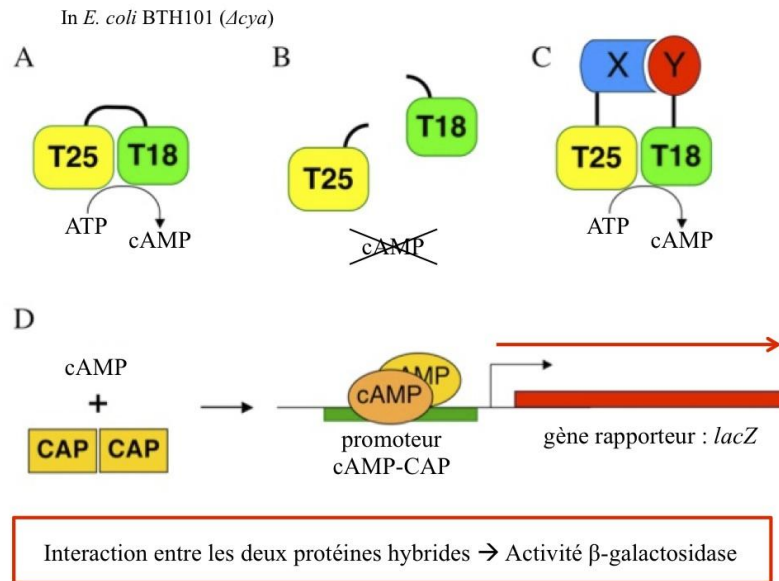 In E. coli BTH101 (Δcya)
A
B
C
X Y
T25 T18
T25
T18
T25 T18
ATP
cAMP
cAMP
ATP
cAMP
D
cAMP
+
CAP CAP
cAMP
AMP
promoteur
cAMP-CAP
gène rapporteur : lacZ
Interaction entre les deux protéines hybrides → Activité β-galactosidase